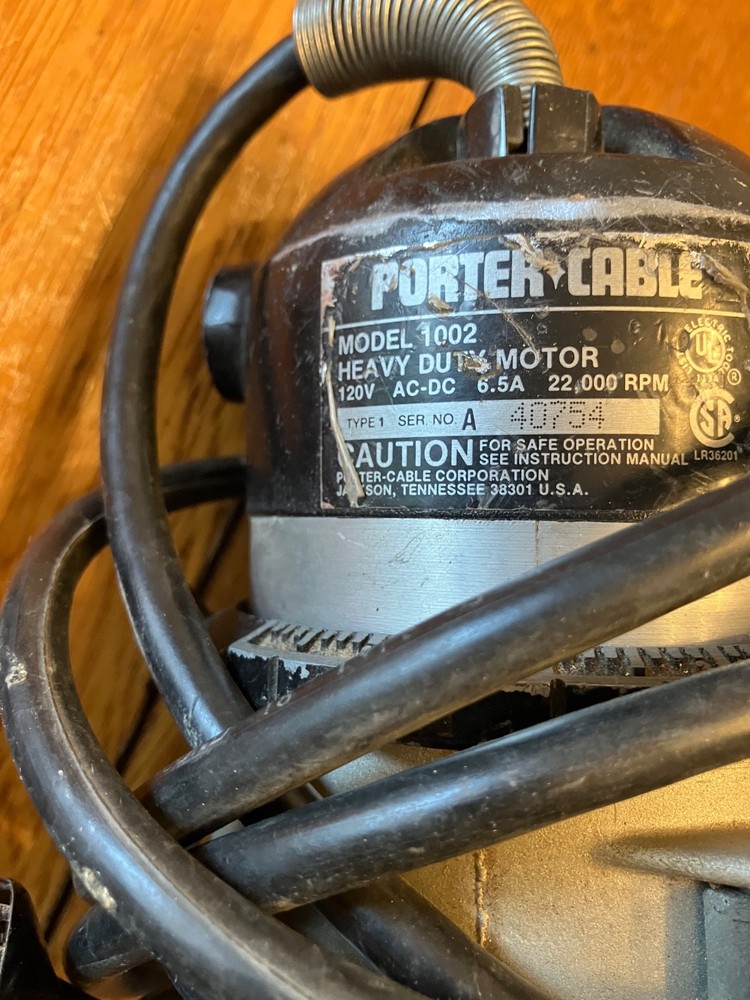 PORTER+CABLE
MODEL 1002
HEAVY DUTY MOTOR
120V AC-DC 6.5A 22,000 RPM
TYPE 1 SER. NO A 40754
CAUTION FOR SAFE OPERATION
SEE INSTRUCTION MANUAL
PORTER-CABLE CORPORATION
JACKSON, TENNESSEE 38301 U.S.A.
UL
®
SA
LR36201